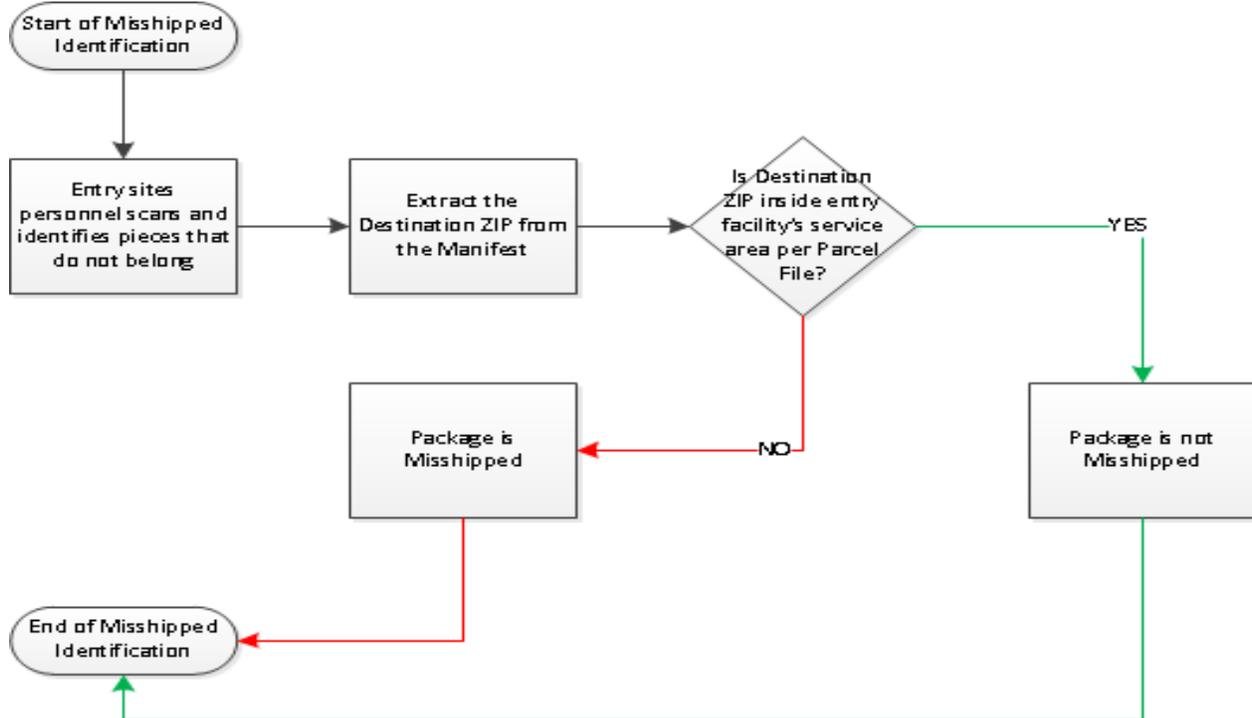 Start of Misshipped
Identification
Entry sites
personnel scans and
identifies pieces that
do not belong
Extract the
Destination ZIP from
the Manifest
Is Destination
ZIP inside entry
facility's service
area per Parcel
File?
YES
NO
Package is
Misshipped
Package is not
Misshipped
End of Misshipped
Identification